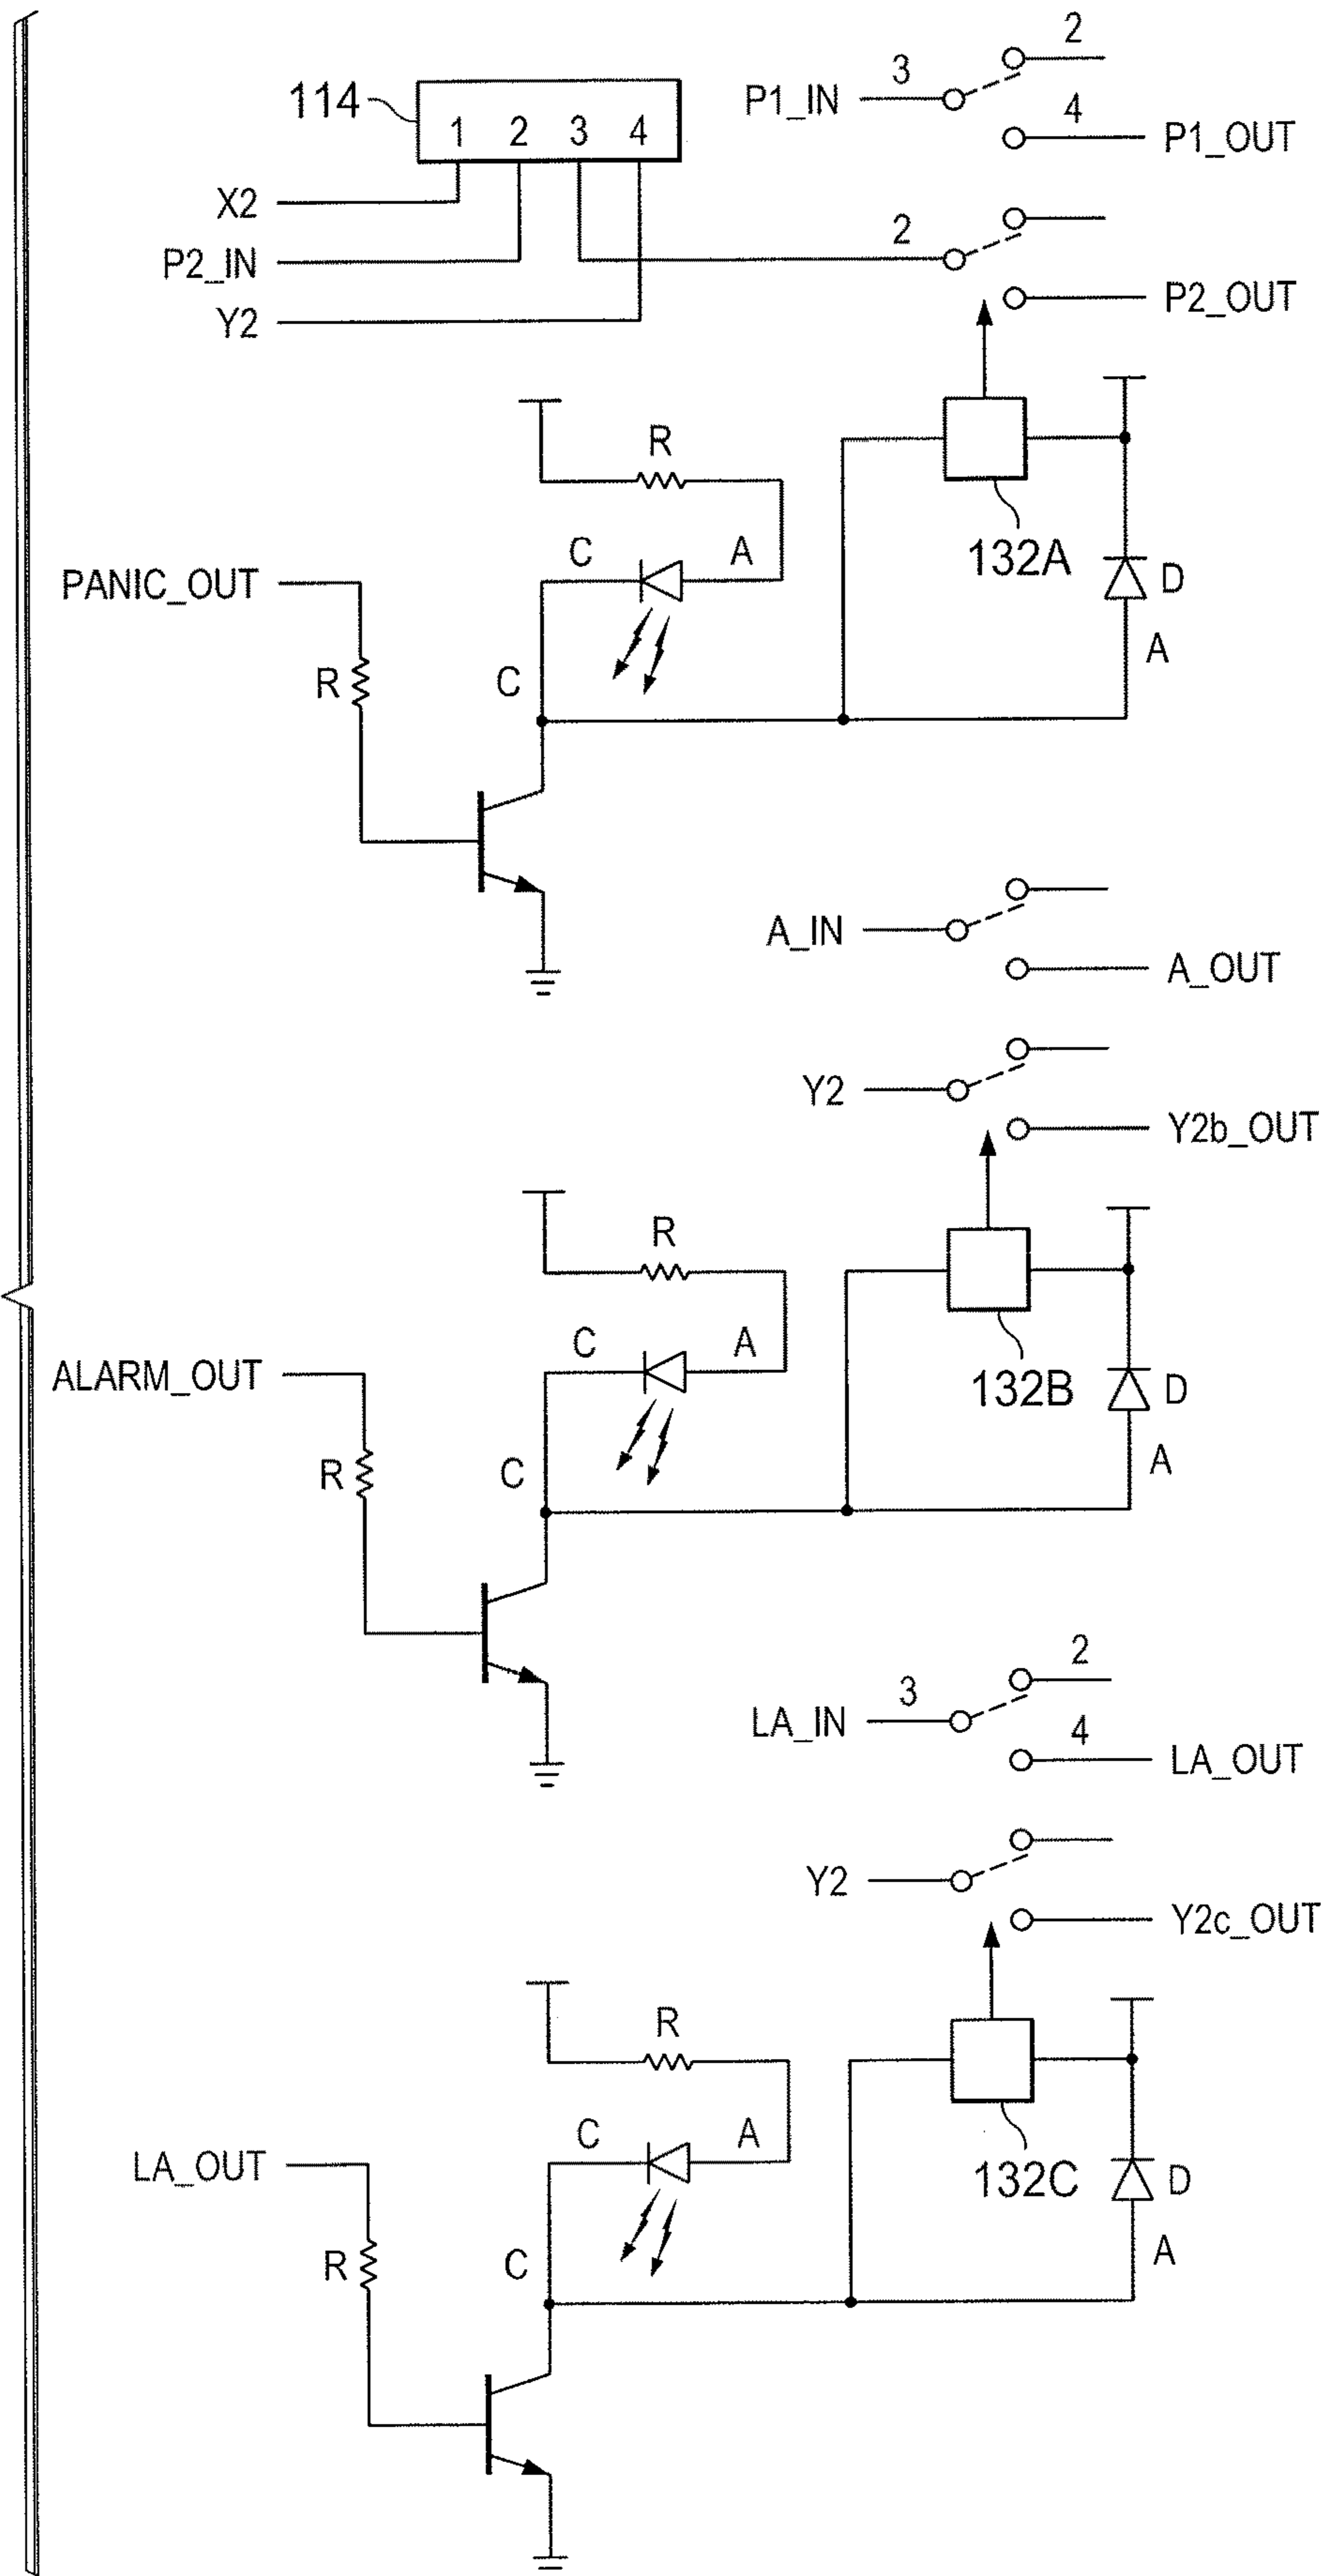 2
3
P1_IN
114
1 2 3 4
4
P1_OUT
X2
P2_IN
2
Y2
P2_OUT
R
132A
C A
D
PANIC_OUT
A
R
C
A_IN
A_OUT
Y2
Y2b_OUT
R
C A
132B
D
ALARM_OUT
A
R
C
2
3
LA_IN
4
LA_OUT
Y2
Y2c_OUT
R
C A
132C
D
LA_OUT
A
R
C